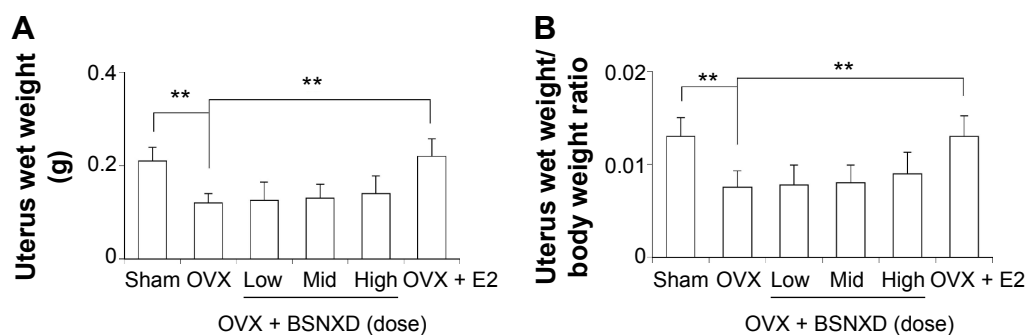 A
Uterus wet weight
(g)
0.4
0.2
0
**
**
Sham OVX Low Mid High OVX + E2
OVX + BSNXD (dose)
B
Uterus wet weight/
body weight ratio
0.02
0.01
0
**
**
Sham OVX Low Mid High OVX + E2
OVX + BSNXD (dose)